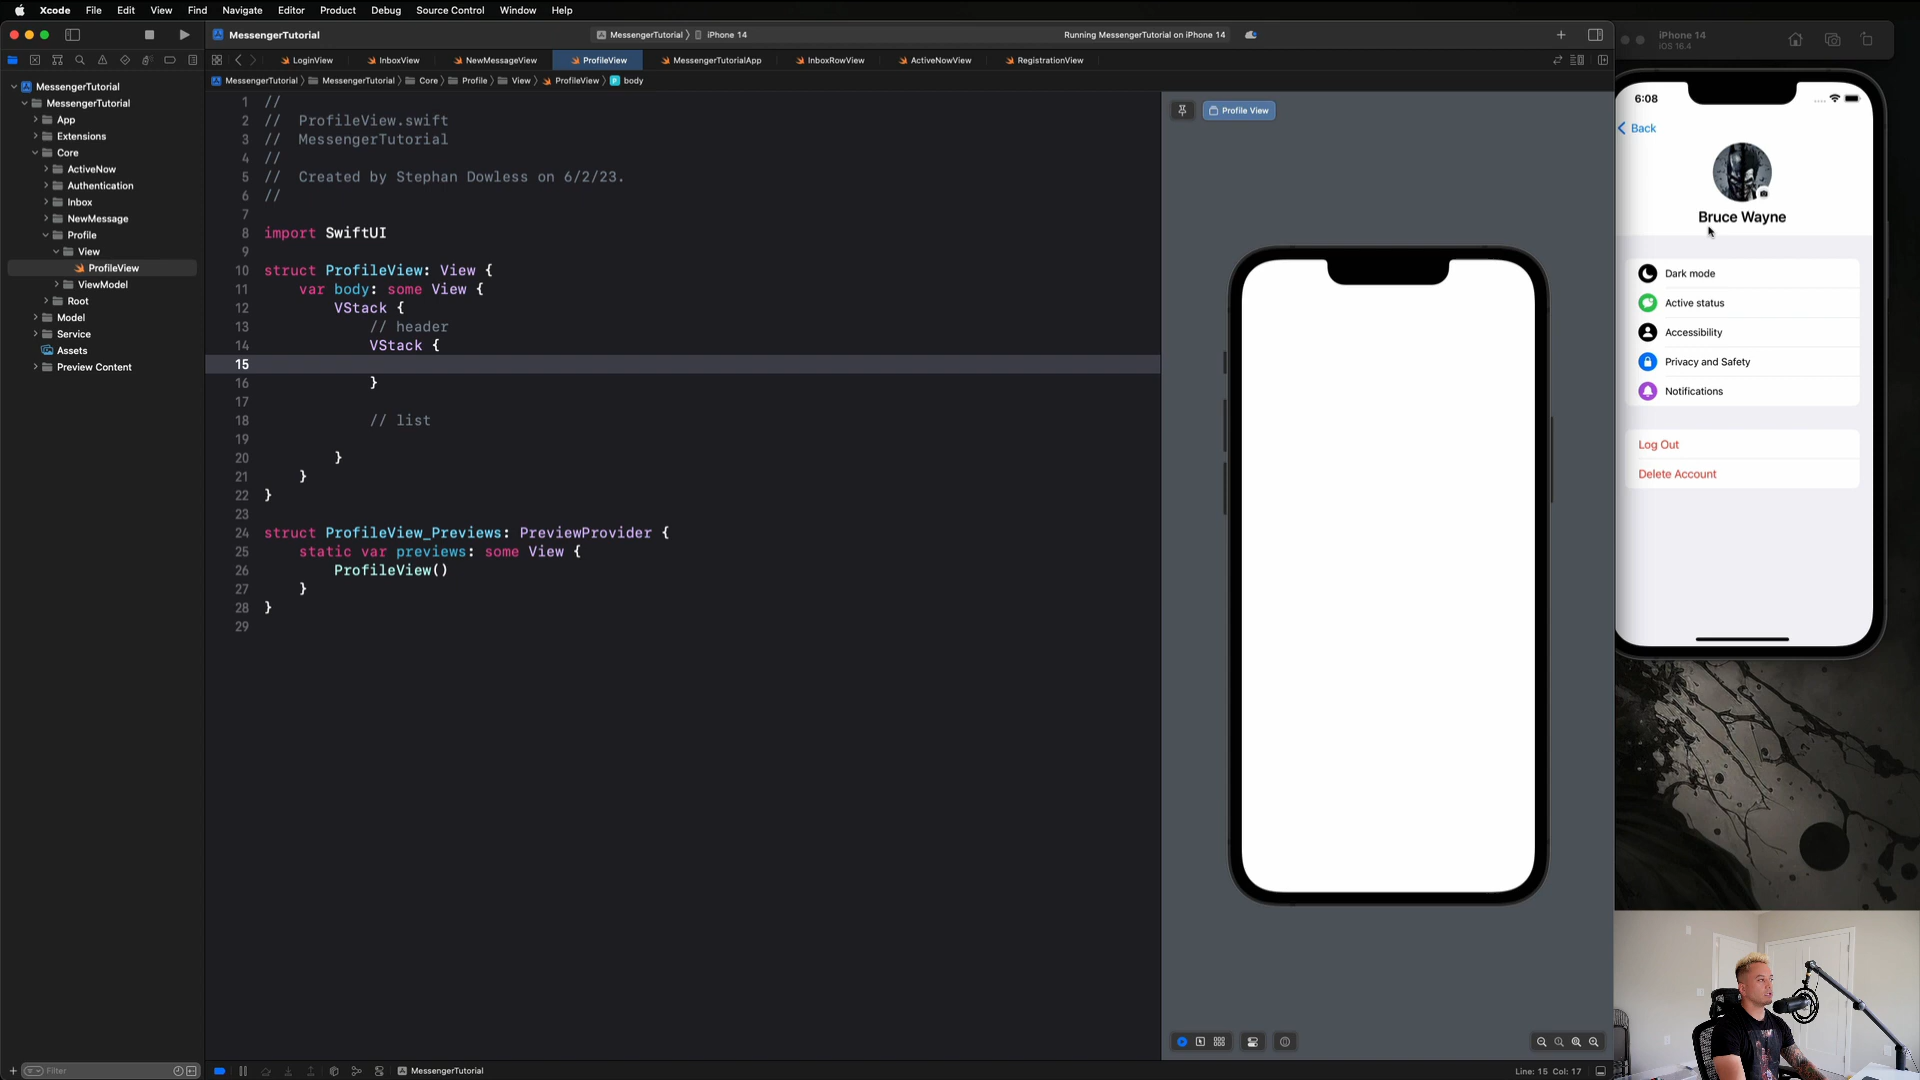 Xcode File Edit View Find Navigate Editor Product Debug Source Control Window Help
MessengerTutorial
MessengerTutorial iPhone 14
Running MessengerTutorial on iPhone 14
iPhone 14
iOS 16.4
LoginView InboxView NewMessageView ProfileView MessengerTutorialApp InboxRowView ActiveNowView RegistrationView
MessengerTutorial MessengerTutorial Core Profile View ProfileView body
MessengerTutorial
MessengerTutorial
App
Extensions
Core
ActiveNow
Authentication
Inbox
NewMessage
Profile
View
ProfileView
ViewModel
Root
Model
Service
Assets
Preview Content
Filter
1 //
2 // ProfileView.swift
3 // MessengerTutorial
4 //
5 // Created by Stephan Dowless on 6/2/23.
6 //
7
8 import SwiftUI
9
10 struct ProfileView: View {
11 var body: some View {
12 VStack {
13 // header
14 VStack {
15
16 }
17
18 // list
19
20 }
21 }
22 }
23
24 struct ProfileView_Previews: PreviewProvider {
25 static var previews: some View {
26 ProfileView()
27 }
28 }
29
Profile View
MessengerTutorial
Line: 15 Col: 17
6:08
Back
Bruce Wayne
Dark mode
Active status
Accessibility
Privacy and Safety
Notifications
Log Out
Delete Account